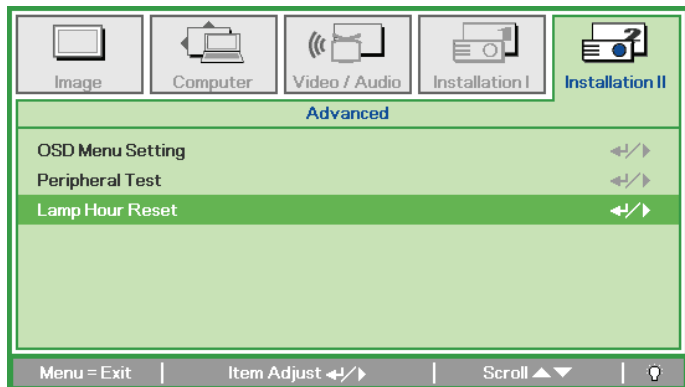 Image Computer Video / Audio Installation I Installation II
Advanced
OSD Menu Setting
Peripheral Test
Lamp Hour Reset
Menu = Exit Item Adjust Scroll